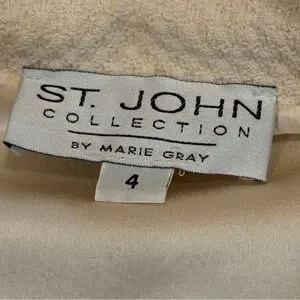 ST. JOHN
COLLECTION
BY MARIE GRAY
4